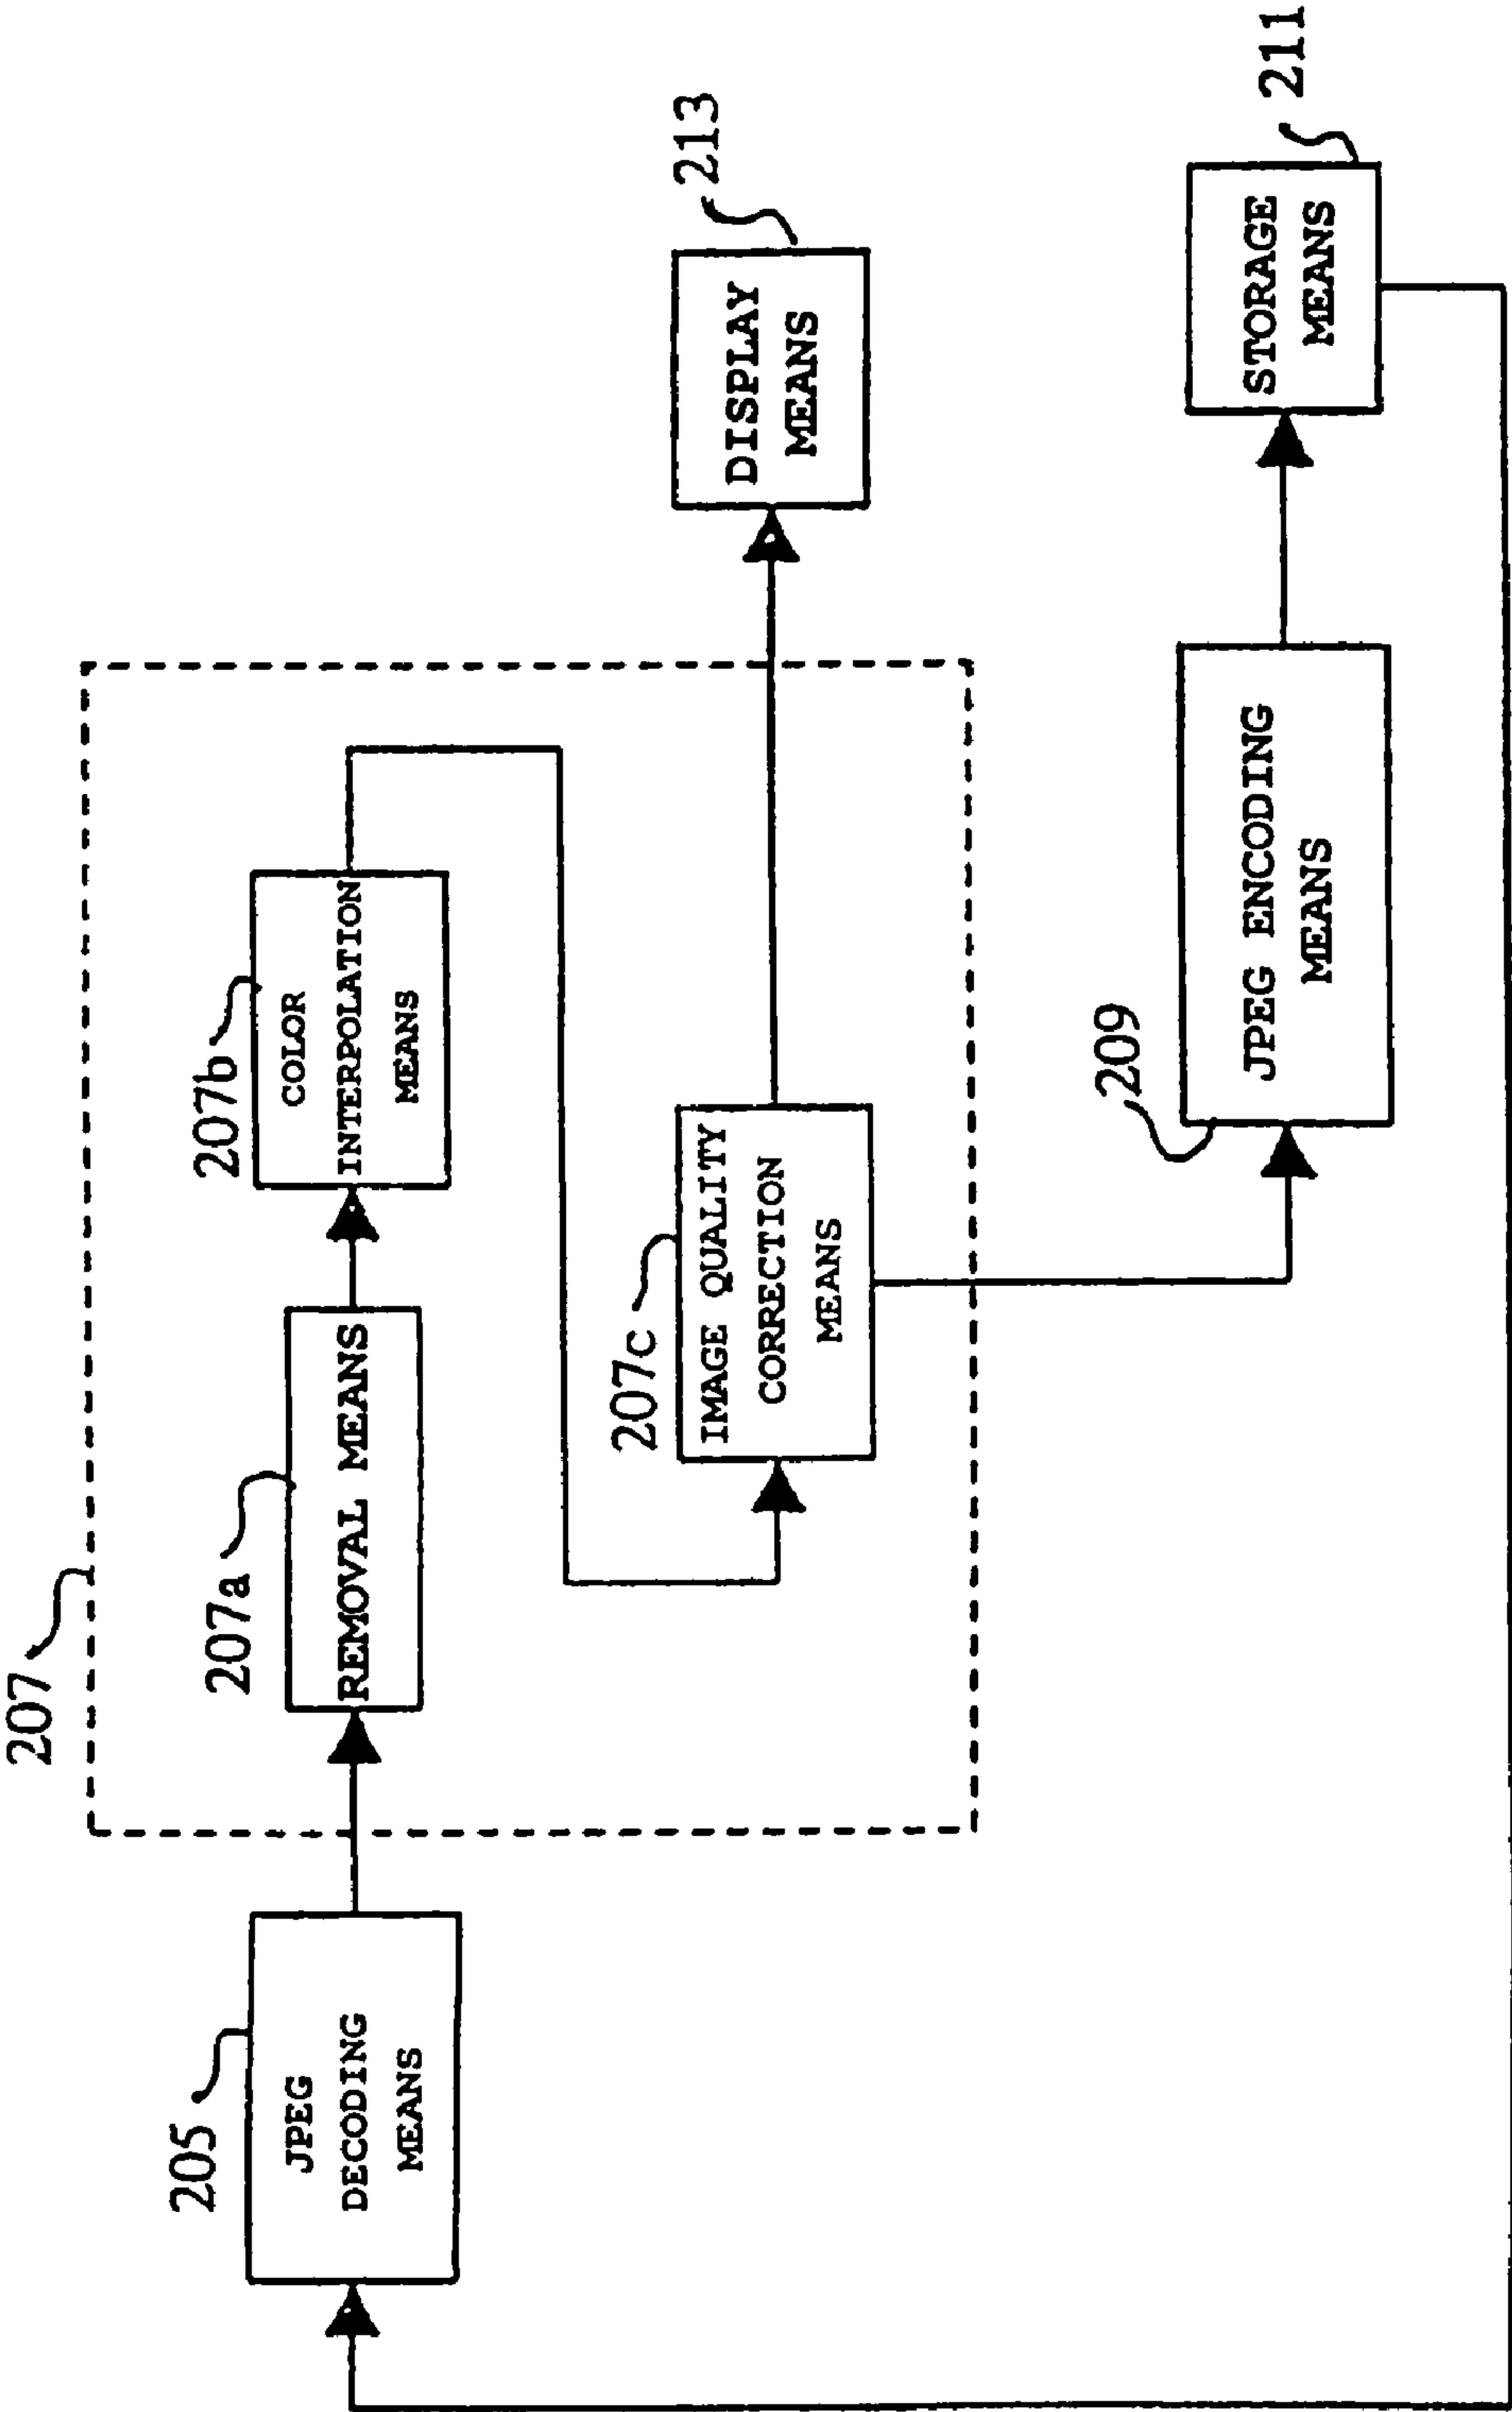 207
205
JPEG
DECODING
MEANS
207a
REMOVAL MEANS
207b
COLOR
INTERPOLATION
MEANS
207c
IMAGE QUALITY
CORRECTION
MEANS
213
DISPLAY
MEANS
209
JPEG ENCODING
MEANS
211
STORAGE
MEANS